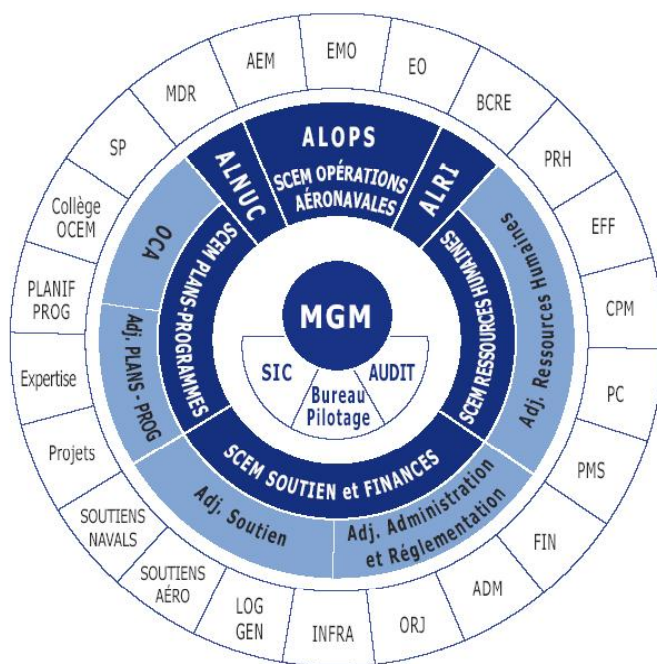 EMO
EO
BCRE
PRH
EFF
CPM
PC
PMS
FIN
ADM
ORJ
INFRA
LOG
GEN
SOUTIENS
AÉRO
SOUTIENS
NAVALS
Projets
Expertise
PLANIF
PROG
Collège
OCEM
SP
MDR
AEM
ALNUC
ALOPS
SCEM OPÉRATIONS
AÉRONAVALES
ALRI
OCA
Adj. PLANS - PROG
SCEM PLANS-PROGRAMMES
SCEM RESSOURCES HUMAINES
Adj. Ressources Humaines
SCEM SOUTIEN et FINANCES
Adj. Soutien
Adj. Administration
et Réglementation
MGM
SIC
Bureau
Pilotage
AUDIT